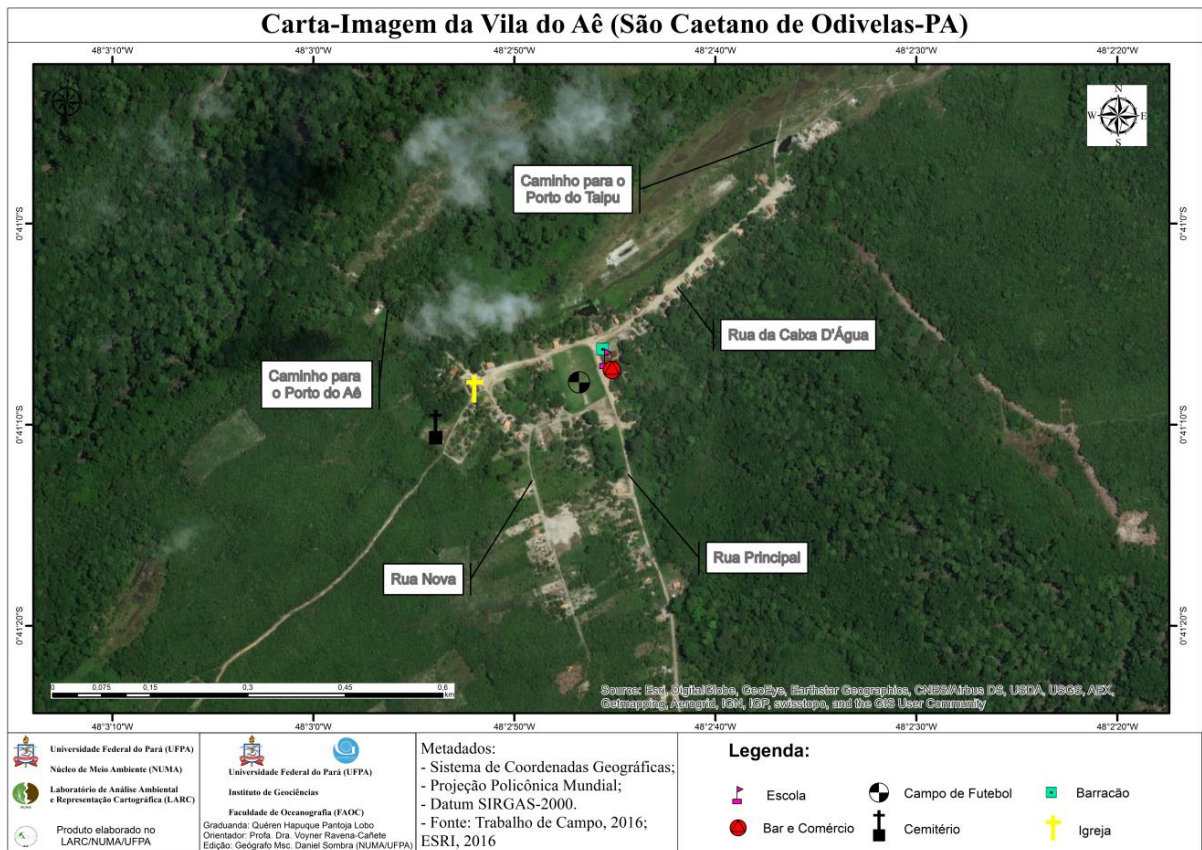 Carta-Imagem da Vila do Aê (São Caetano de Odivelas-PA)
48°3'10"W
48°3'0"W
48°2'50"W
48°2'40"W
48°2'30"W
48°2'20"W
N
W
E
S
Caminho para o
Porto do Taipu
0°41'0"S
0°41'0"S
Rua da Caixa D'Água
Caminho para
o Porto do Aê
0°41'10"S
0°41'10"S
Rua Principal
Rua Nova
0°41'20"S
0°41'20"S
0
0,075
0,15
0,3
0,45
0,6
km
Source: Esri, DigitalGlobe, GeoEye, Earthstar Geographics, CNES/Airbus DS, USDA, USGS, AEX,
Getmapping, Aerogrid, IGN, IGP, swisstopo, and the GIS User Community
48°3'10"W
48°3'0"W
48°2'50"W
48°2'40"W
48°2'30"W
48°2'20"W
Universidade Federal do Pará (UFPA)
Núcleo de Meio Ambiente (NUMA)
Laboratório de Análise Ambiental
e Representação Cartográfica (LARC)
Produto elaborado no
LARC/NUMA/UFPA
Universidade Federal do Pará (UFPA)
Instituto de Geociências
Faculdade de Oceanografia (FAOC)
Graduanda: Quéren Hapuque Pantoja Lobo
Orientador: Profa. Dra. Voyner Ravena-Cañete
Edição: Geógrafo Msc. Daniel Sombra (NUMA/UFPA)
Metadados:
- Sistema de Coordenadas Geográficas;
- Projeção Policônica Mundial;
- Datum SIRGAS-2000.
- Fonte: Trabalho de Campo, 2016;
ESRI, 2016
Legenda:
Escola
Campo de Futebol
Barracão
Bar e Comércio
Cemitério
Igreja